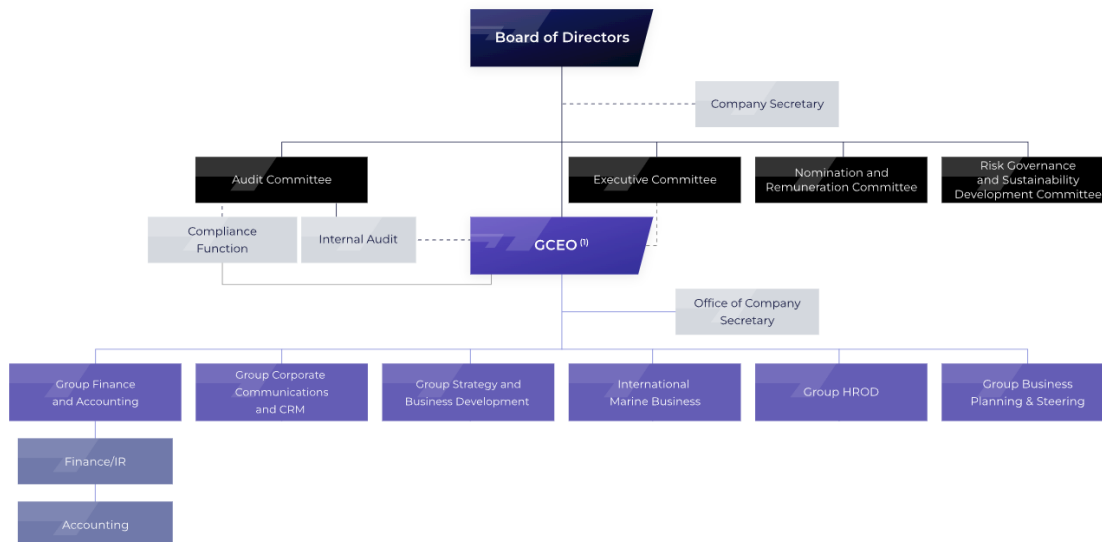 Board of Directors
Company Secretary
Audit Committee
Executive Committee
Nomination and
Remuneration Committee
Risk Governance
and Sustainability
Development Committee
Compliance
Function
Internal Audit
GCEO (1)
Office of Company
Secretary
Group Finance
and Accounting
Group Corporate
Communications
and CRM
Group Strategy and
Business Development
International
Marine Business
Group HROD
Group Business
Planning & Steering
Finance/IR
Accounting